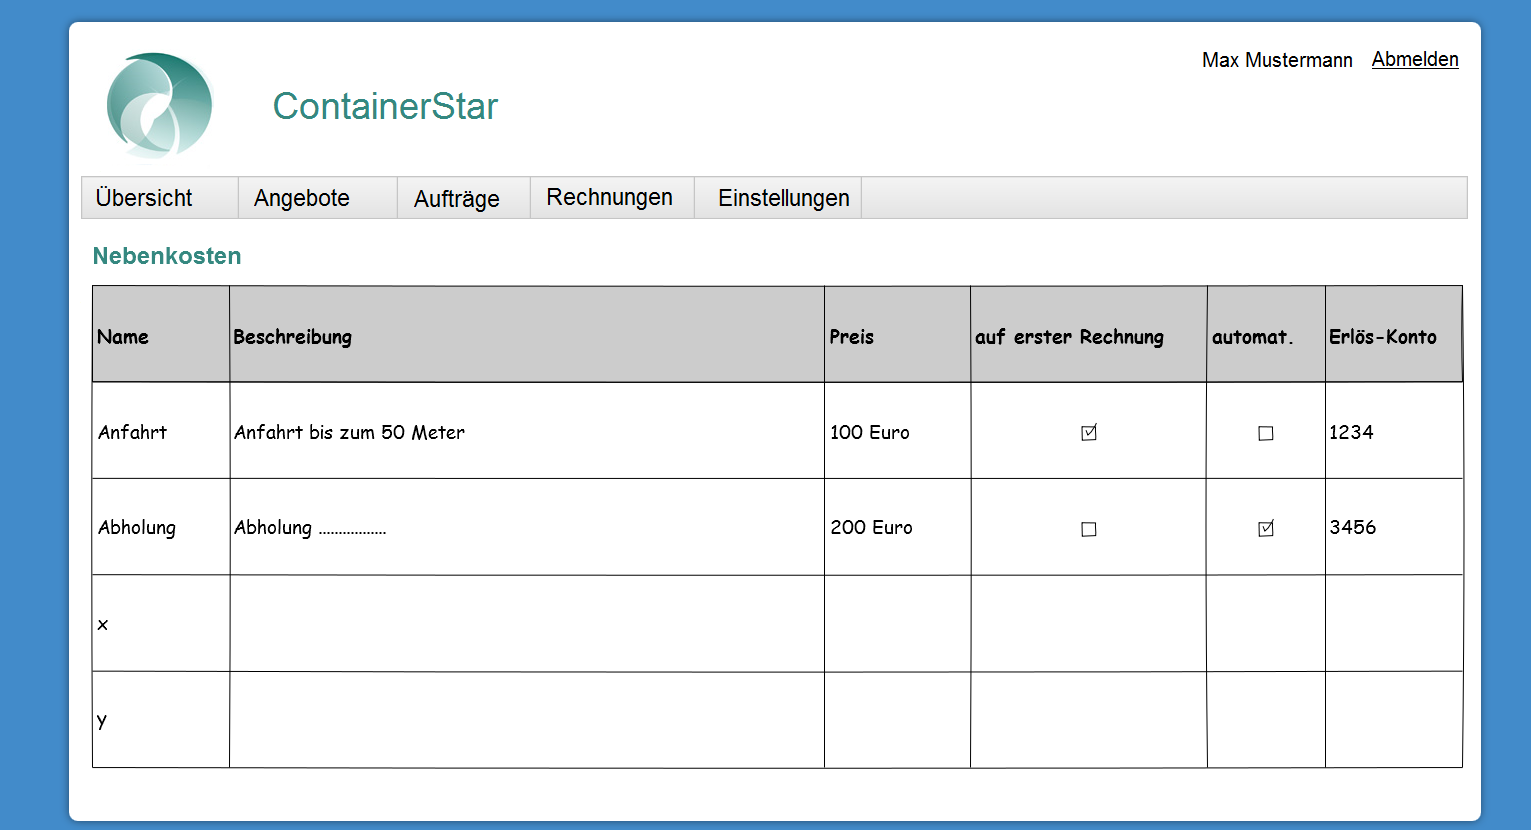 Max Mustermann Abmelden
ContainerStar
Übersicht Angebote Aufträge Rechnungen Einstellungen
Nebenkosten
Name Beschreibung Preis auf erster Rechnung automat. Erlös-Konto
Anfahrt Anfahrt bis zum 50 Meter 100 Euro 1234
Abholung Abholung ................. 200 Euro 3456
x
y